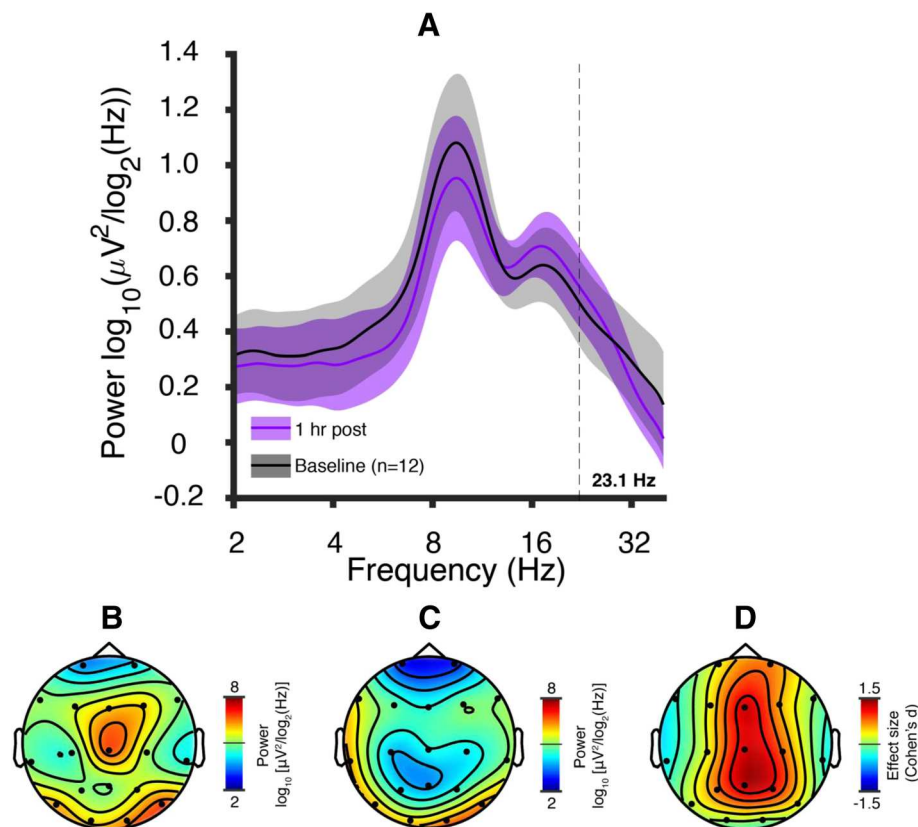 A
Power log10(μV²/log2(Hz))
1.4
1.2
1.0
0.8
0.6
0.4
0.2
0
-0.2
1 hr post
Baseline (n=12)
23.1 Hz
2 4 8 16 32
Frequency (Hz)
B
8
2
Power
log10 [μV²/log2(Hz)]
C
8
2
Power
log10 [μV²/log2(Hz)]
D
1.5
-1.5
Effect size
(Cohen's d)